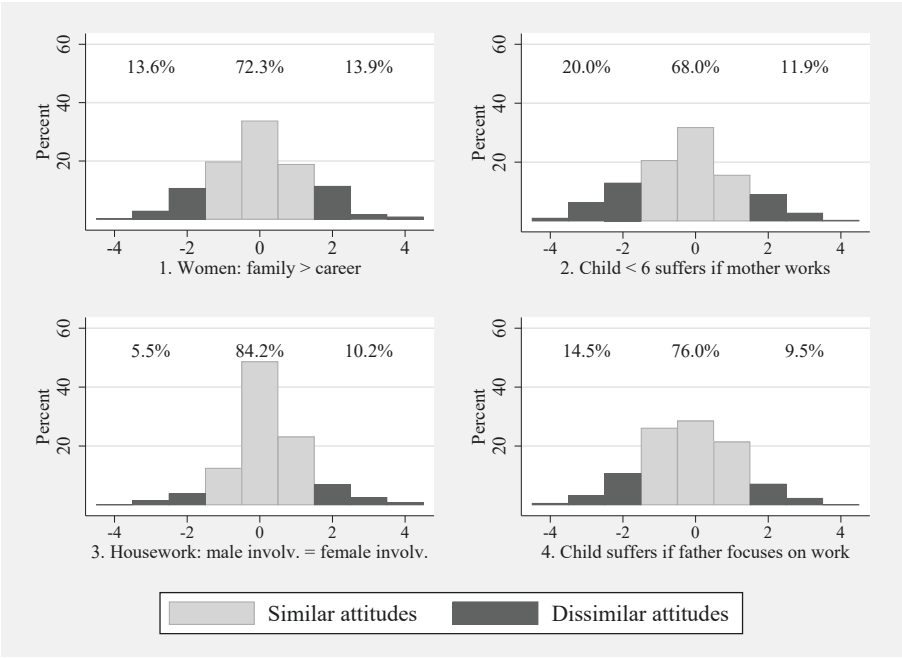 60
13.6% 72.3% 13.9%
40
Percent
20
-4 -2 0 2 4
1. Women: family > career
60
20.0% 68.0% 11.9%
40
Percent
20
-4 -2 0 2 4
2. Child < 6 suffers if mother works
60
5.5% 84.2% 10.2%
40
Percent
20
-4 -2 0 2 4
3. Housework: male involv. = female involv.
60
14.5% 76.0% 9.5%
40
Percent
20
-4 -2 0 2 4
4. Child suffers if father focuses on work
Similar attitudes Dissimilar attitudes